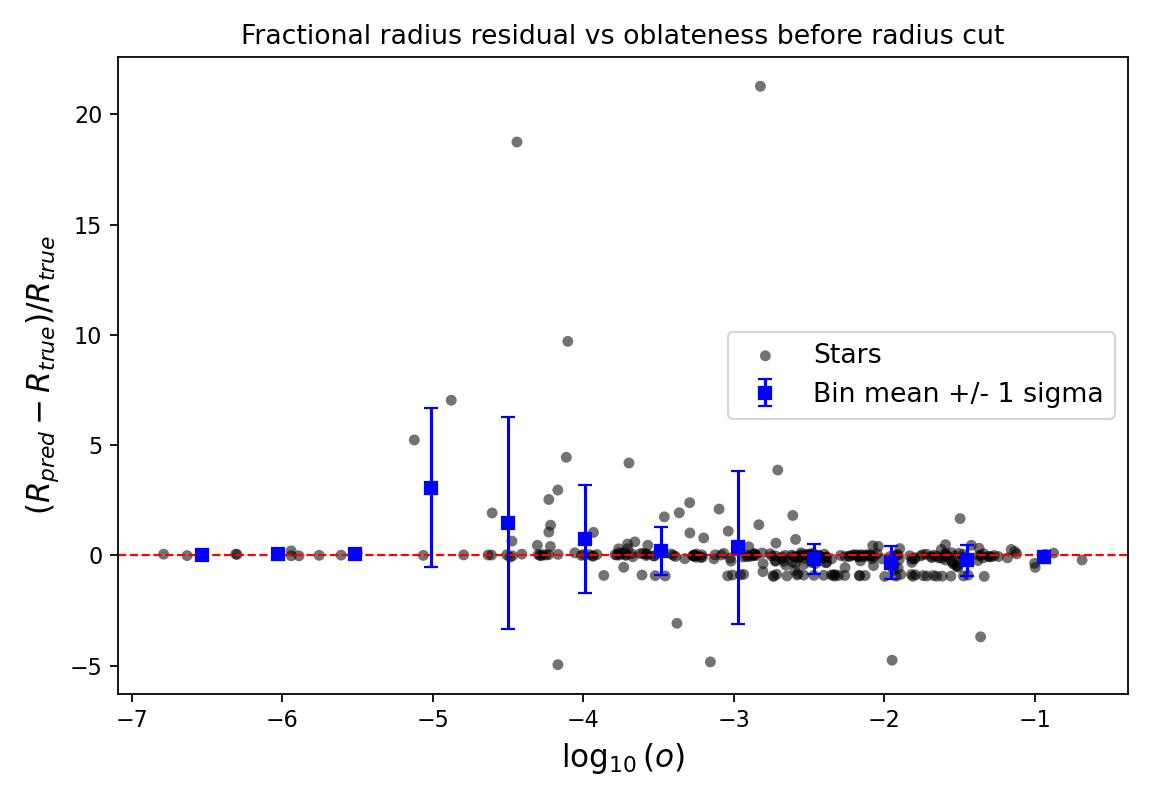 Fractional radius residual vs oblateness before radius cut
20
15
10
5
0
−5
(R_pred − R_true)/R_true
Stars
Bin mean +/- 1 sigma
−7 −6 −5 −4 −3 −2 −1
log₁₀ (o)